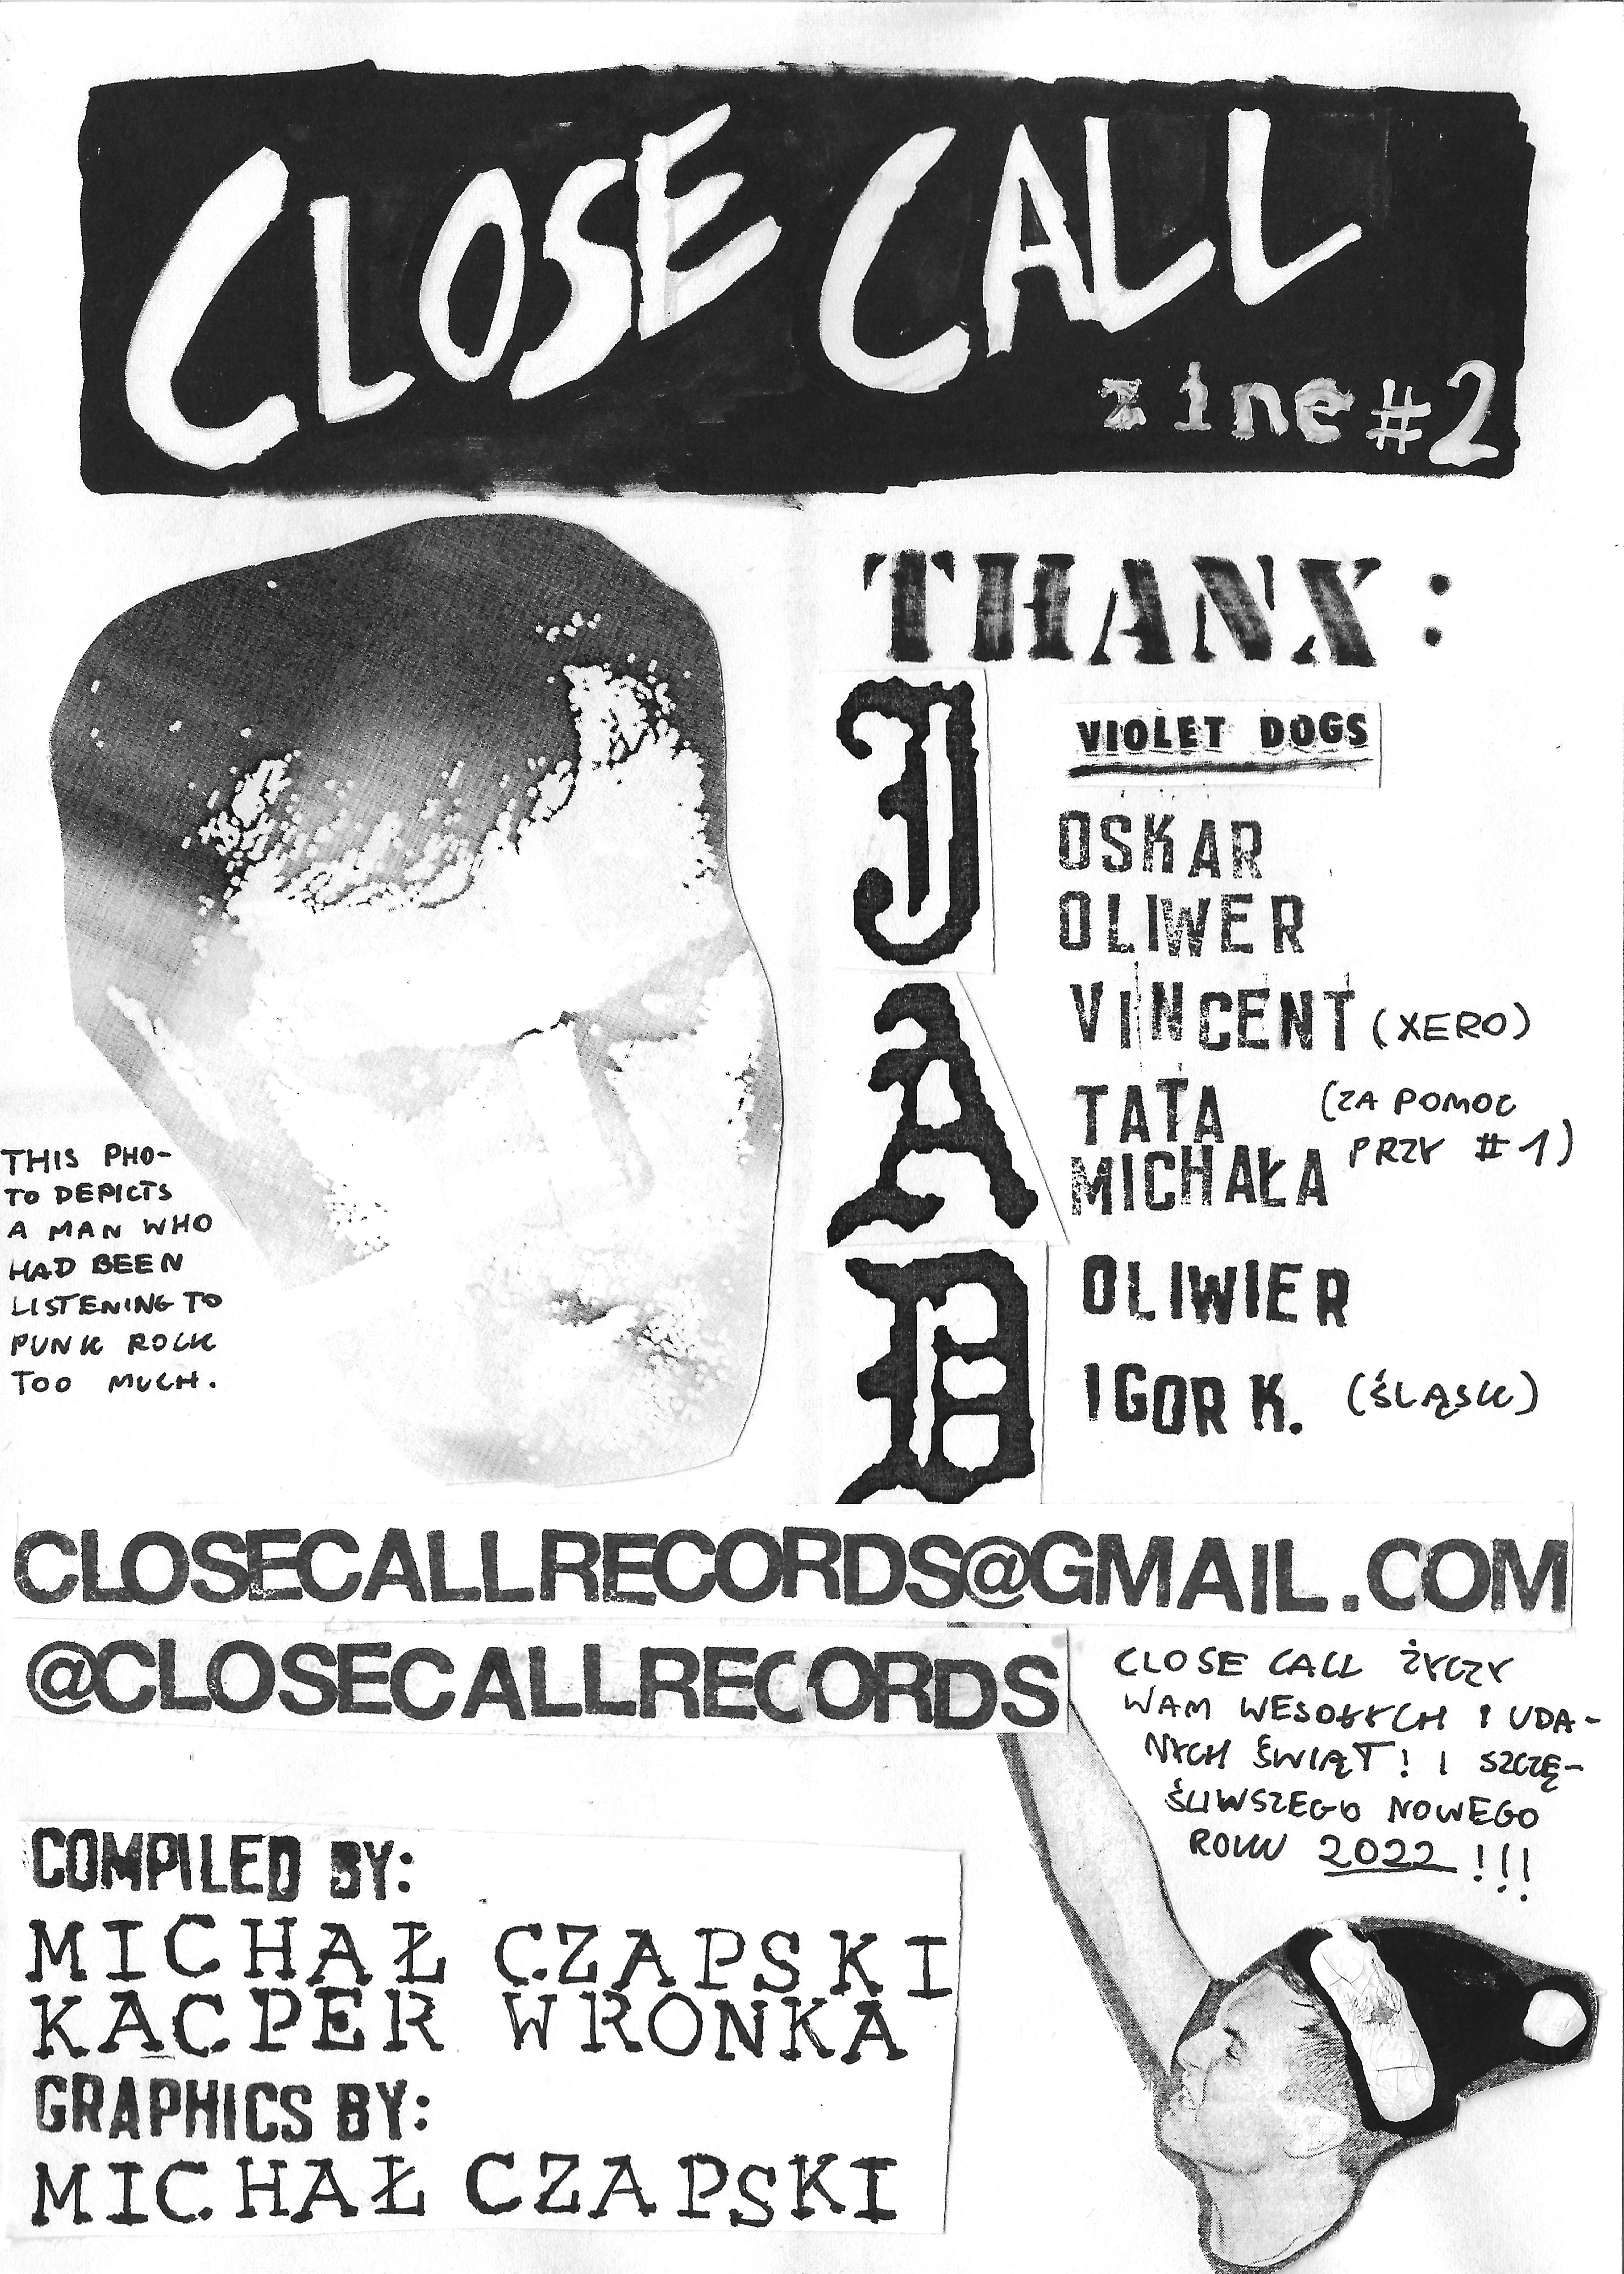 CLOSE CALL
zine #2
THANX:
JAD
VIOLET DOGS
OSKAR
OLIWER
VINCENT (XERO)
TATA
MICHAŁA
(ZA POMOC
PRZY #1)
OLIWIER
IGOR K. (ŚLĄSK)
THIS PHO-
TO DEPICTS
A MAN WHO
HAD BEEN
LISTENING TO
PUNK ROCK
TOO MUCH.
CLOSECALLRECORDS@GMAIL.COM
@CLOSECALLRECORDS
CLOSE CALL ŻYCZY
WAM WESOŁYCH I UDA-
NYCH ŚWIĄT! I SZCZĘ-
ŚLIWSZEGO NOWEGO
ROKU 2022 !!!
COMPILED BY:
MICHAŁ CZAPSKI
KACPER WRONKA
GRAPHICS BY:
MICHAŁ CZAPSKI